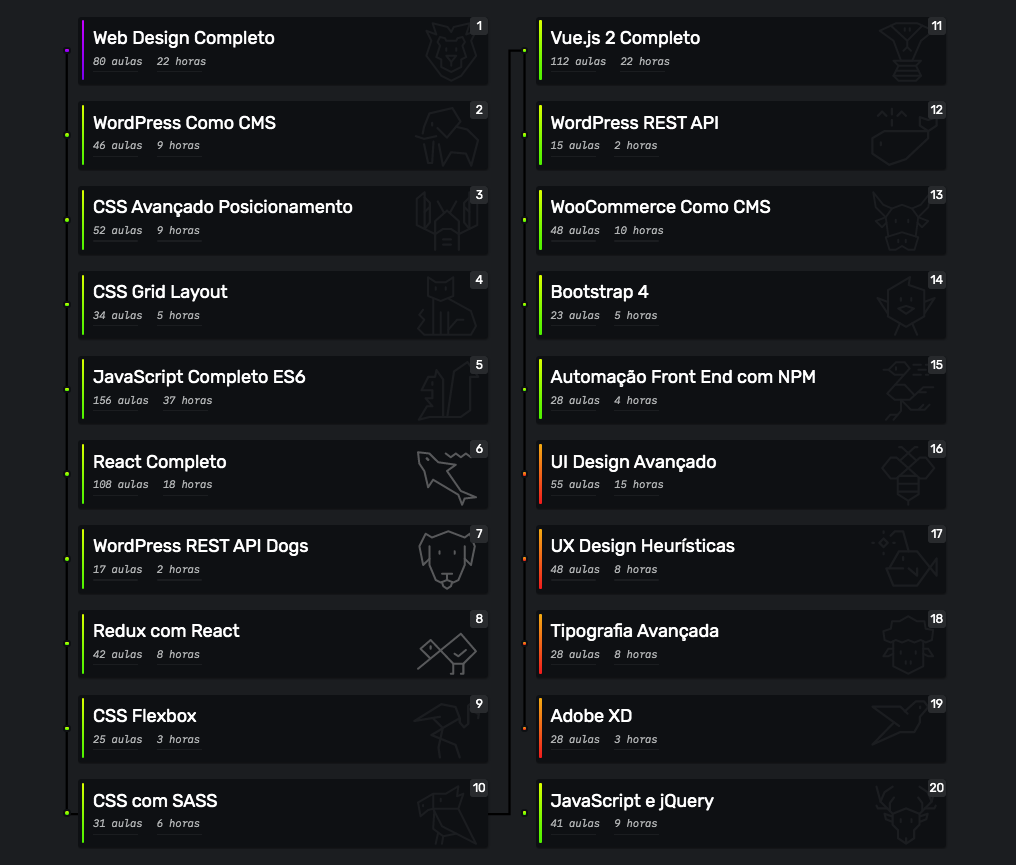 1
Web Design Completo
80 aulas 22 horas
2
WordPress Como CMS
46 aulas 9 horas
3
CSS Avançado Posicionamento
52 aulas 9 horas
4
CSS Grid Layout
34 aulas 5 horas
5
JavaScript Completo ES6
156 aulas 37 horas
6
React Completo
108 aulas 18 horas
7
WordPress REST API Dogs
17 aulas 2 horas
8
Redux com React
42 aulas 8 horas
9
CSS Flexbox
25 aulas 3 horas
10
CSS com SASS
31 aulas 6 horas
11
Vue.js 2 Completo
112 aulas 22 horas
12
WordPress REST API
15 aulas 2 horas
13
WooCommerce Como CMS
48 aulas 10 horas
14
Bootstrap 4
23 aulas 5 horas
15
Automação Front End com NPM
28 aulas 4 horas
16
UI Design Avançado
55 aulas 15 horas
17
UX Design Heurísticas
48 aulas 8 horas
18
Tipografia Avançada
28 aulas 8 horas
19
Adobe XD
28 aulas 3 horas
20
JavaScript e jQuery
41 aulas 9 horas